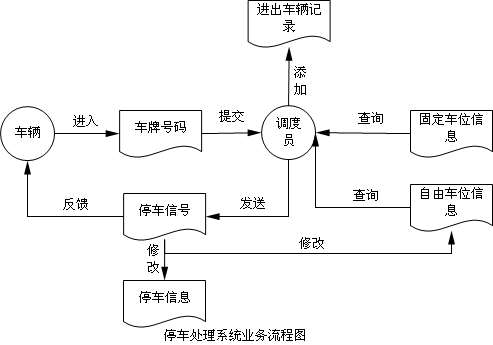 进出车辆记
录
添
加
车辆
进入
车牌号码
提交
调度
员
查询
固定车位信
息
反馈
停车信号
发送
查询
自由车位信
息
修
改
修改
停车信息
停车处理系统业务流程图